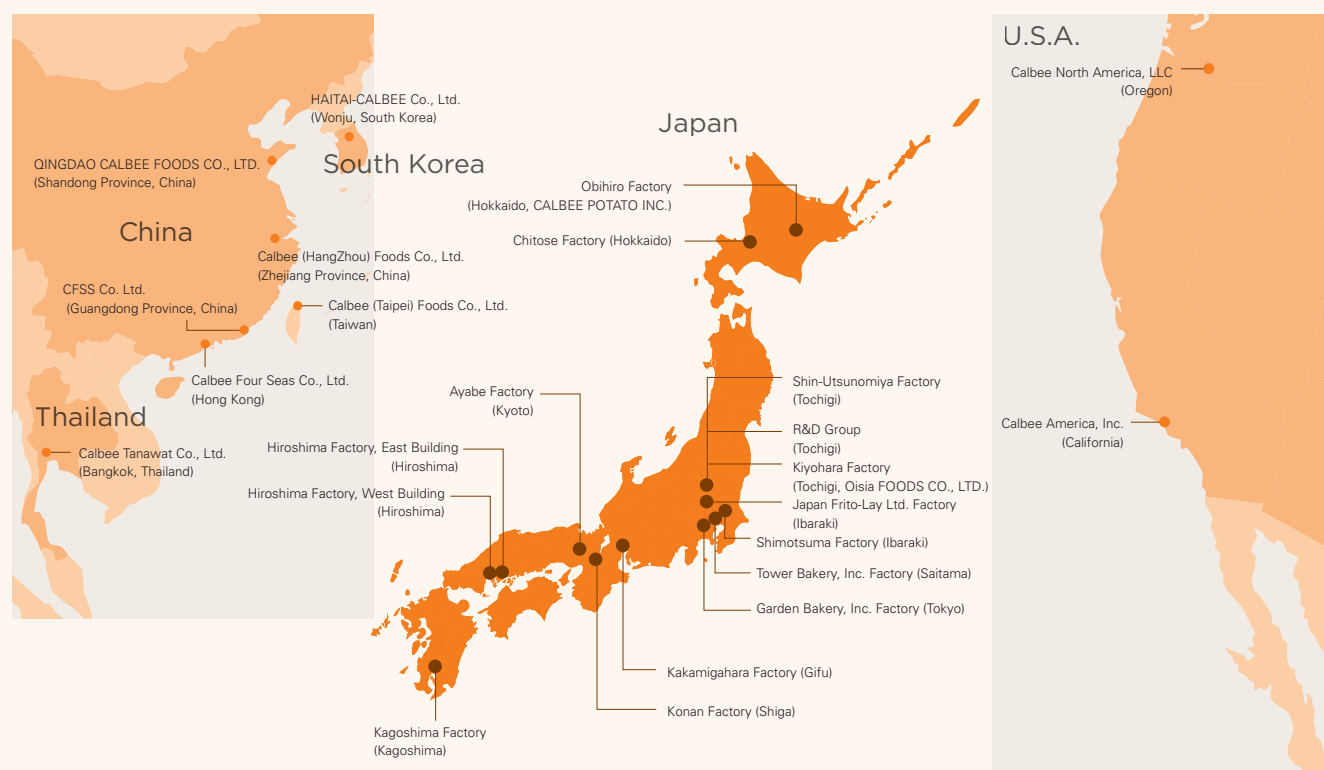 HAITAI-CALBEE Co., Ltd.
(Wonju, South Korea)
South Korea
QINGDAO CALBEE FOODS CO., LTD.
(Shandong Province, China)
China
Calbee (HangZhou) Foods Co., Ltd.
(Zhejiang Province, China)
CFSS Co. Ltd.
(Guangdong Province, China)
Calbee (Taipei) Foods Co., Ltd.
(Taiwan)
Calbee Four Seas Co., Ltd.
(Hong Kong)
Thailand
Calbee Tanawat Co., Ltd.
(Bangkok, Thailand)
Japan
Obihiro Factory
(Hokkaido, CALBEE POTATO INC.)
Chitose Factory (Hokkaido)
Ayabe Factory
(Kyoto)
Hiroshima Factory, East Building
(Hiroshima)
Hiroshima Factory, West Building
(Hiroshima)
Shin-Utsunomiya Factory
(Tochigi)
R&D Group
(Tochigi)
Kiyohara Factory
(Tochigi, Oisia FOODS CO., LTD.)
Japan Frito-Lay Ltd. Factory
(Ibaraki)
Shimotsuma Factory (Ibaraki)
Tower Bakery, Inc. Factory (Saitama)
Garden Bakery, Inc. Factory (Tokyo)
Kakamigahara Factory (Gifu)
Konan Factory (Shiga)
Kagoshima Factory
(Kagoshima)
U.S.A.
Calbee North America, LLC
(Oregon)
Calbee America, Inc.
(California)